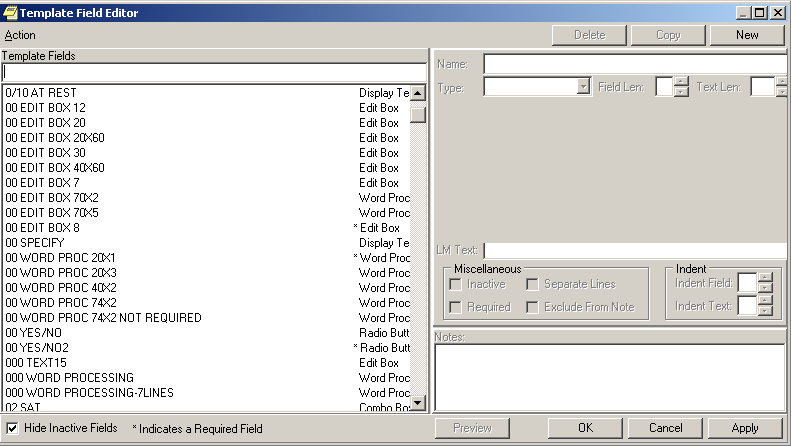 Template Field Editor
Action Delete Copy New
Template Fields
0/10 AT REST Display Te
00 EDIT BOX 12 Edit Box
00 EDIT BOX 20 Edit Box
00 EDIT BOX 20X60 Edit Box
00 EDIT BOX 30 Edit Box
00 EDIT BOX 40X60 Edit Box
00 EDIT BOX 7 Edit Box
00 EDIT BOX 70X2 Word Proc
00 EDIT BOX 70X5 Word Proc
00 EDIT BOX 8 * Edit Box
00 SPECIFY Display Te
00 WORD PROC 20X1 * Word Proc
00 WORD PROC 20X3 Word Proc
00 WORD PROC 40X2 Word Proc
00 WORD PROC 74X2 Word Proc
00 WORD PROC 74X2 NOT REQUIRED Word Proc
00 YES/NO Radio Butt
00 YES/NO2 * Radio Butt
000 TEXT15 Edit Box
000 WORD PROCESSING Word Proc
000 WORD PROCESSING-7LINES Word Proc
02 SAT Combo Box
Hide Inactive Fields * Indicates a Required Field
Name:
Type: Field Len: Text Len:
LM Text:
Miscellaneous Indent
Inactive Separate Lines Indent Field:
Required Exclude From Note Indent Text:
Notes:
Preview OK Cancel Apply